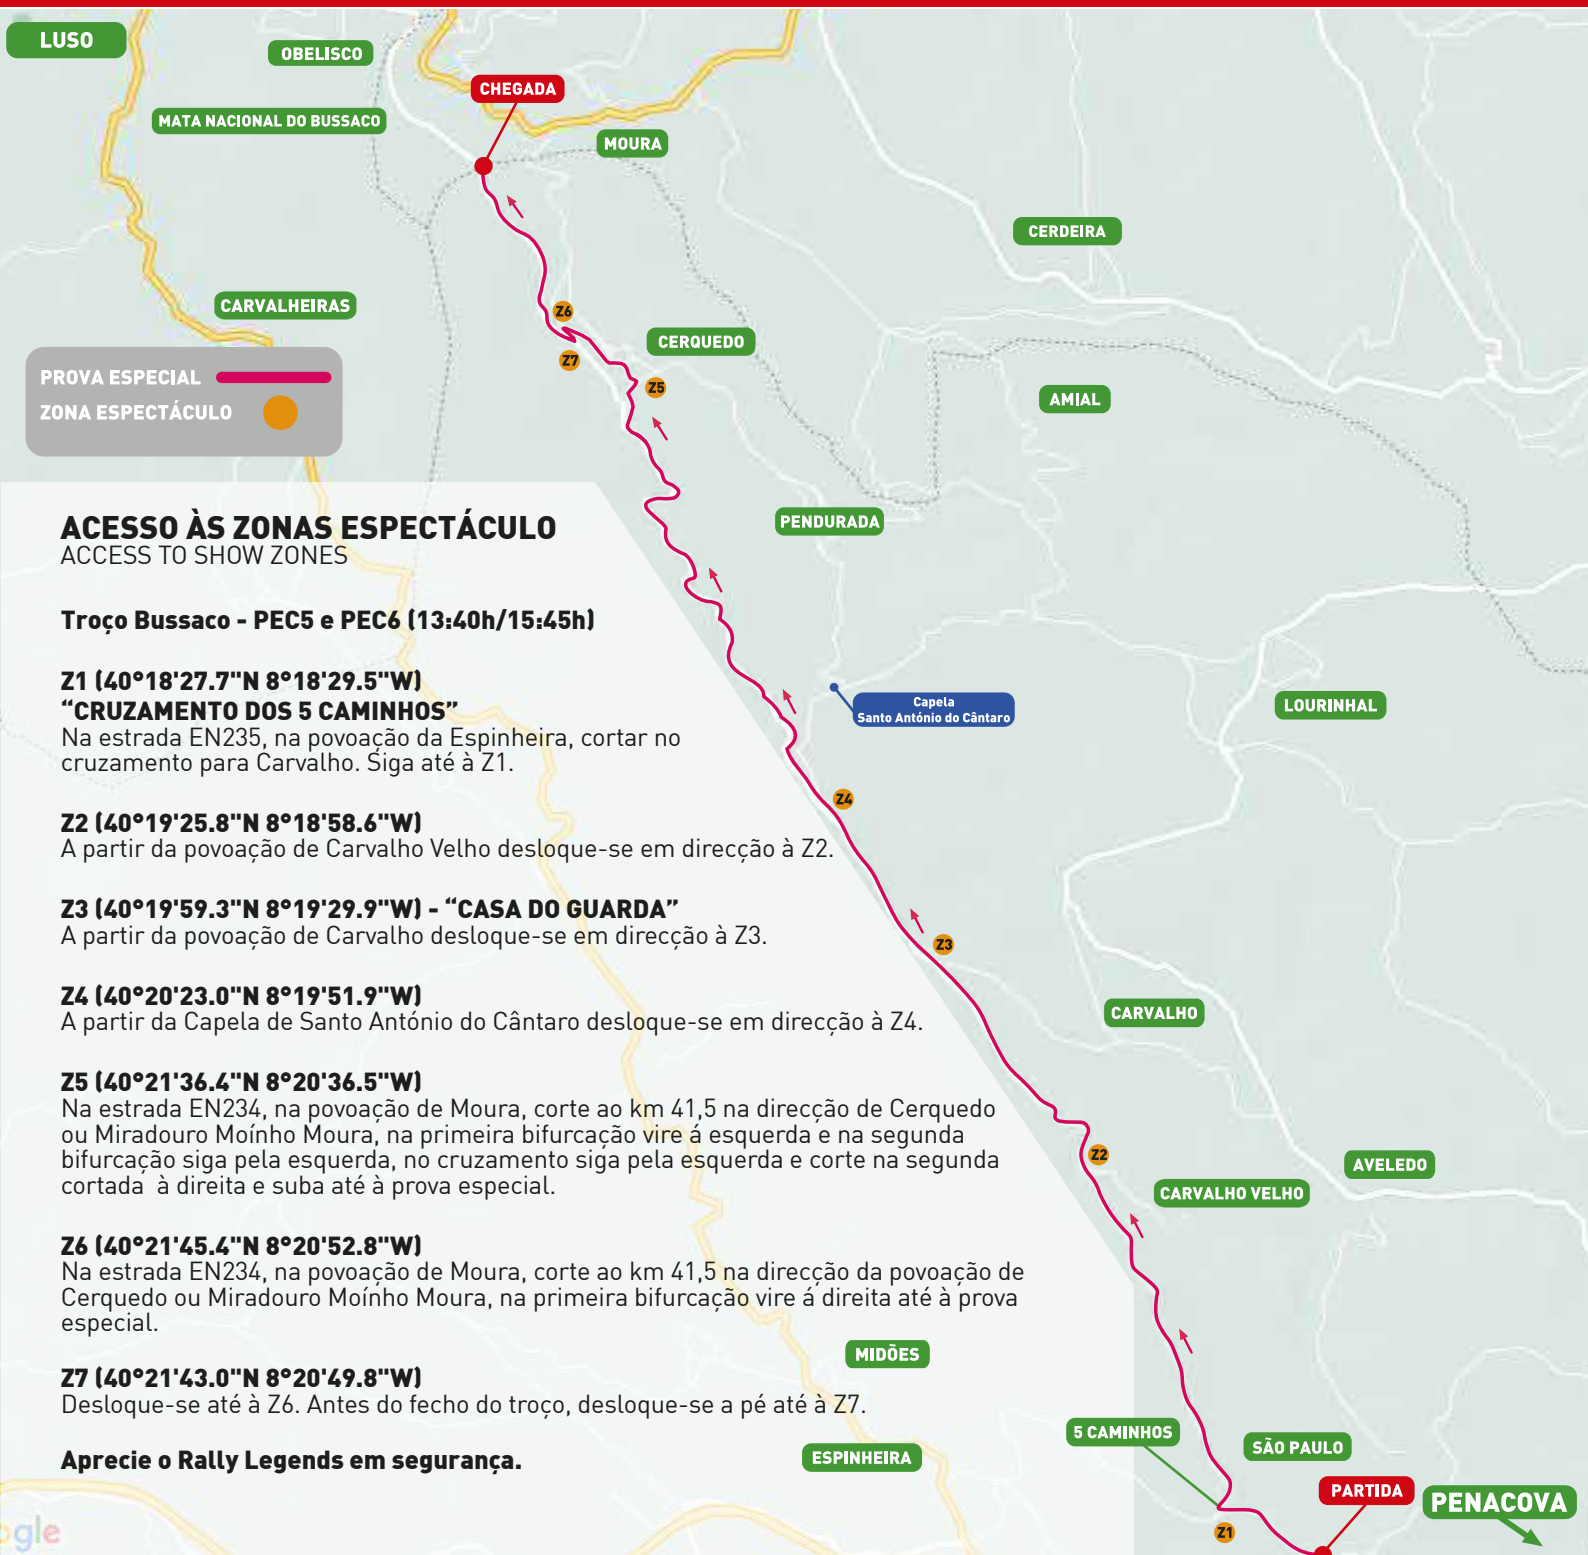 LUSO
OBELISCO
CHEGADA
MATA NACIONAL DO BUSSACO
MOURA
CERDEIRA
CARVALHEIRAS
Z6
CERQUEDO
Z7
Z5
PROVA ESPECIAL
ZONA ESPECTÁCULO
AMIAL
PENDURADA
ACESSO ÀS ZONAS ESPECTÁCULO
ACCESS TO SHOW ZONES
Troço Bussaco - PEC5 e PEC6 (13:40h/15:45h)
Z1 (40°18'27.7"N 8°18'29.5"W)
“CRUZAMENTO DOS 5 CAMINHOS”
Na estrada EN235, na povoação da Espinheira, cortar no
cruzamento para Carvalho. Siga até à Z1.
Z2 (40°19'25.8"N 8°18'58.6"W)
A partir da povoação de Carvalho Velho desloque-se em direcção à Z2.
Z3 (40°19'59.3"N 8°19'29.9"W) - “CASA DO GUARDA”
A partir da povoação de Carvalho desloque-se em direcção à Z3.
Z4 (40°20'23.0"N 8°19'51.9"W)
A partir da Capela de Santo António do Cântaro desloque-se em direcção à Z4.
Z5 (40°21'36.4"N 8°20'36.5"W)
Na estrada EN234, na povoação de Moura, corte ao km 41,5 na direcção de Cerquedo
ou Miradouro Moínho Moura, na primeira bifurcação vire á esquerda e na segunda
bifurcação siga pela esquerda, no cruzamento siga pela esquerda e corte na segunda
cortada à direita e suba até à prova especial.
Z6 (40°21'45.4"N 8°20'52.8"W)
Na estrada EN234, na povoação de Moura, corte ao km 41,5 na direcção da povoação de
Cerquedo ou Miradouro Moínho Moura, na primeira bifurcação vire á direita até à prova
especial.
Z7 (40°21'43.0"N 8°20'49.8"W)
Desloque-se até à Z6. Antes do fecho do troço, desloque-se a pé até à Z7.
Aprecie o Rally Legends em segurança.
Capela
Santo António do Cântaro
LOURINHAL
Z4
Z3
CARVALHO
Z2
AVELEDO
CARVALHO VELHO
MIDÕES
5 CAMINHOS
SÃO PAULO
ESPINHEIRA
PARTIDA
PENACOVA
Z1
ogle